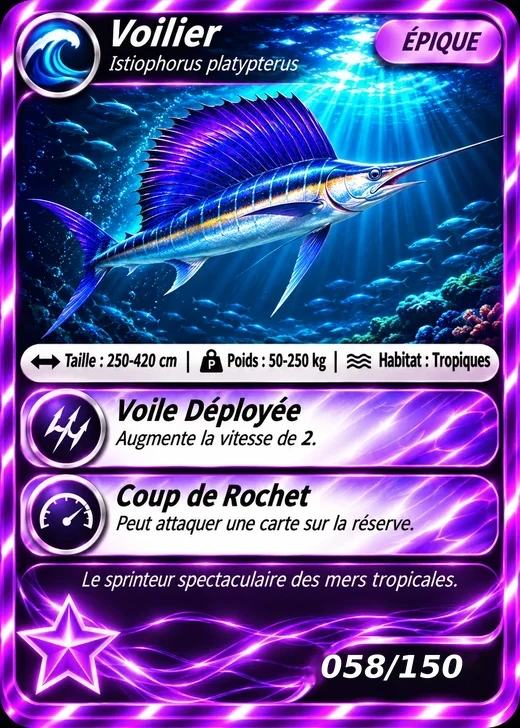 Voilier
Istiophorus platypterus
ÉPIQUE
Taille : 250-420 cm | Poids : 50-250 kg | Habitat : Tropiques
Voile Déployée
Augmente la vitesse de 2.
Coup de Rochet
Peut attaquer une carte sur la réserve.
Le sprinteur spectaculaire des mers tropicales.
058/150